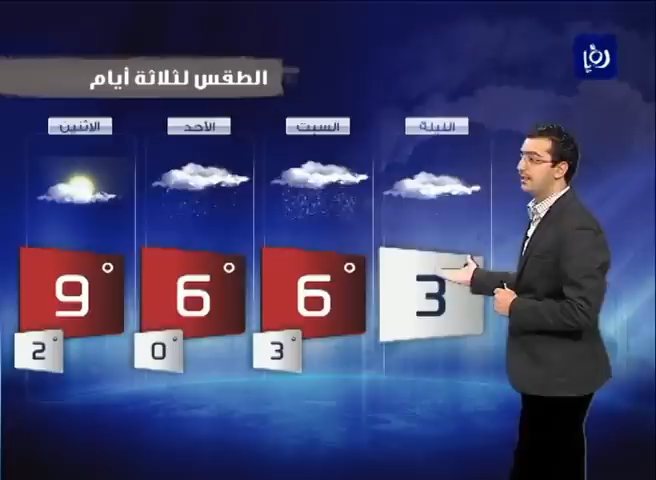 رؤيا
الطقس لثلاثة أيام
الليلة
السبت
الأحد
الاثنين
3
6°
6°
9°
3°
0°
2°